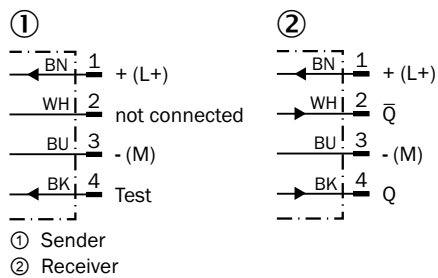 ①
BN 1 + (L+)
WH 2 not connected
BU 3 - (M)
BK 4 Test
②
BN 1 + (L+)
WH 2 Q̅
BU 3 - (M)
BK 4 Q
① Sender
② Receiver